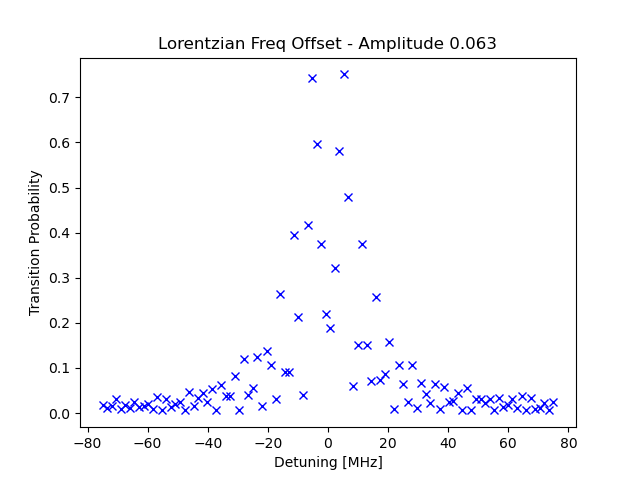 Lorentzian Freq Offset - Amplitude 0.063
Transition Probability
0.7
0.6
0.5
0.4
0.3
0.2
0.1
0.0
−80 −60 −40 −20 0 20 40 60 80
Detuning [MHz]